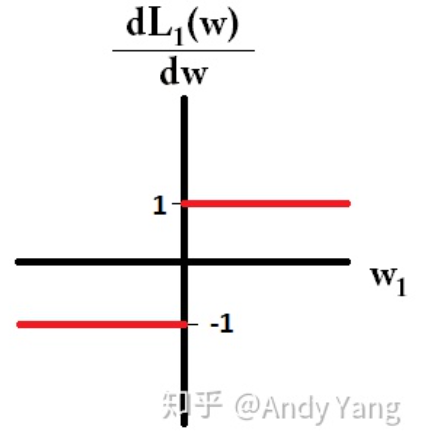 dL₁(w)
dw
1
w₁
-1
知乎 @Andy Yang